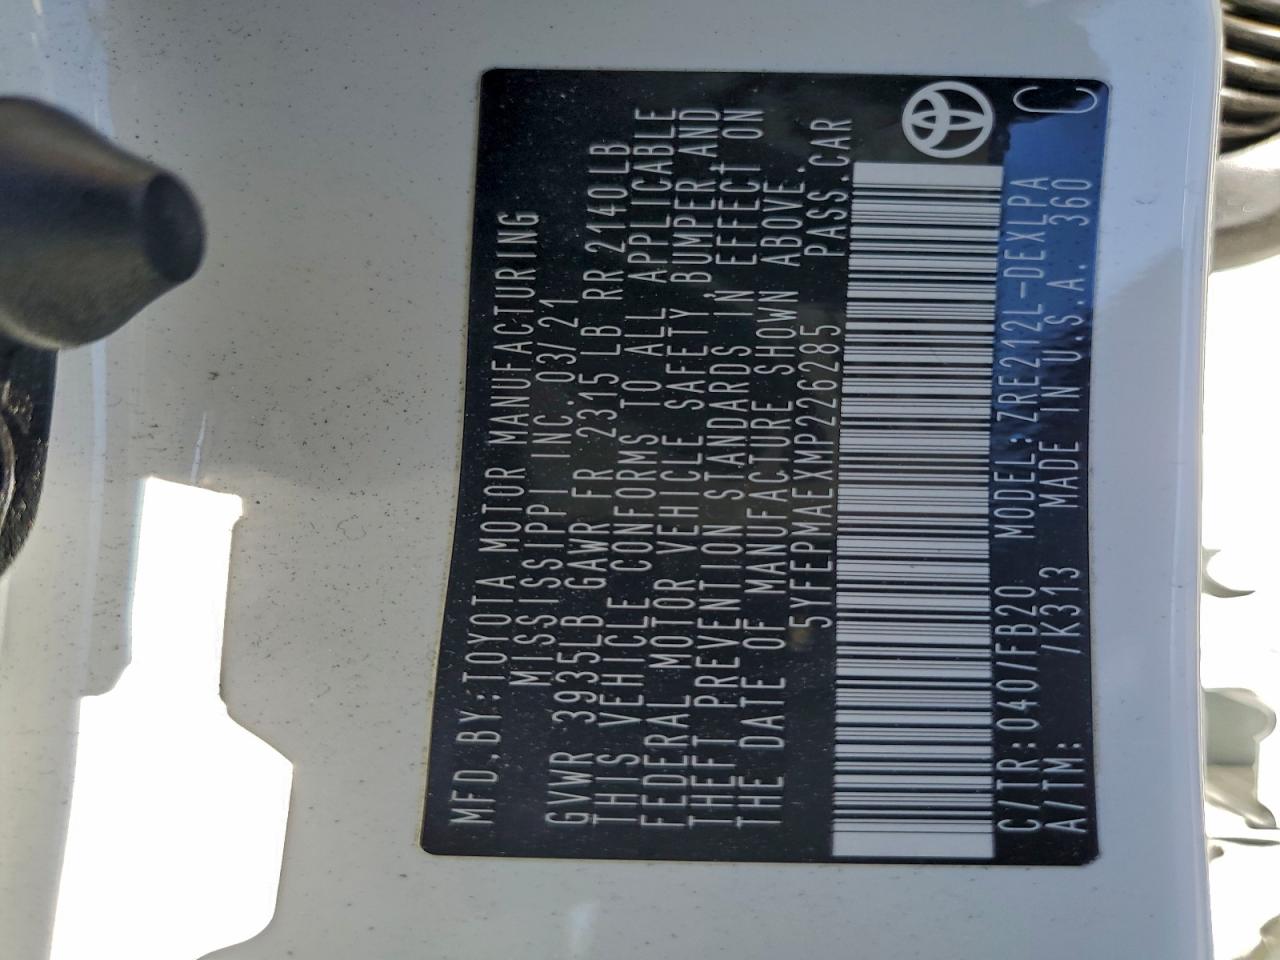 MFD.BY:TOYOTA MOTOR MANUFACTURING
MISSISSIPPI INC. 03/21
GVWR 3935LB GAWR FR 2315 LB RR 2140 LB
THIS VEHICLE CONFORMS TO ALL APPLICABLE
FEDERAL MOTOR VEHICLE SAFETY, BUMPER, AND
THEFT PREVENTION STANDARDS IN EFFECT ON
THE DATE OF MANUFACTURE SHOWN ABOVE.
5YFEPMAEXMP226285 PASS.CAR
C/TR:040/FB20 MODEL:ZRE212L-DEXLPA
A/TM: /K313 MADE IN U.S.A. 360 C